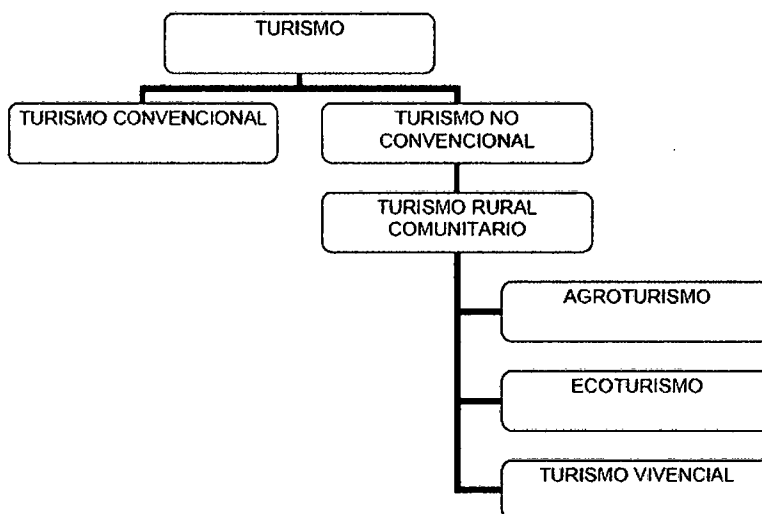 TURISMO
TURISMO CONVENCIONAL
TURISMO NO
CONVENCIONAL
TURISMO RURAL
COMUNITARIO
AGROTURISMO
ECOTURISMO
TURISMO VIVENCIAL